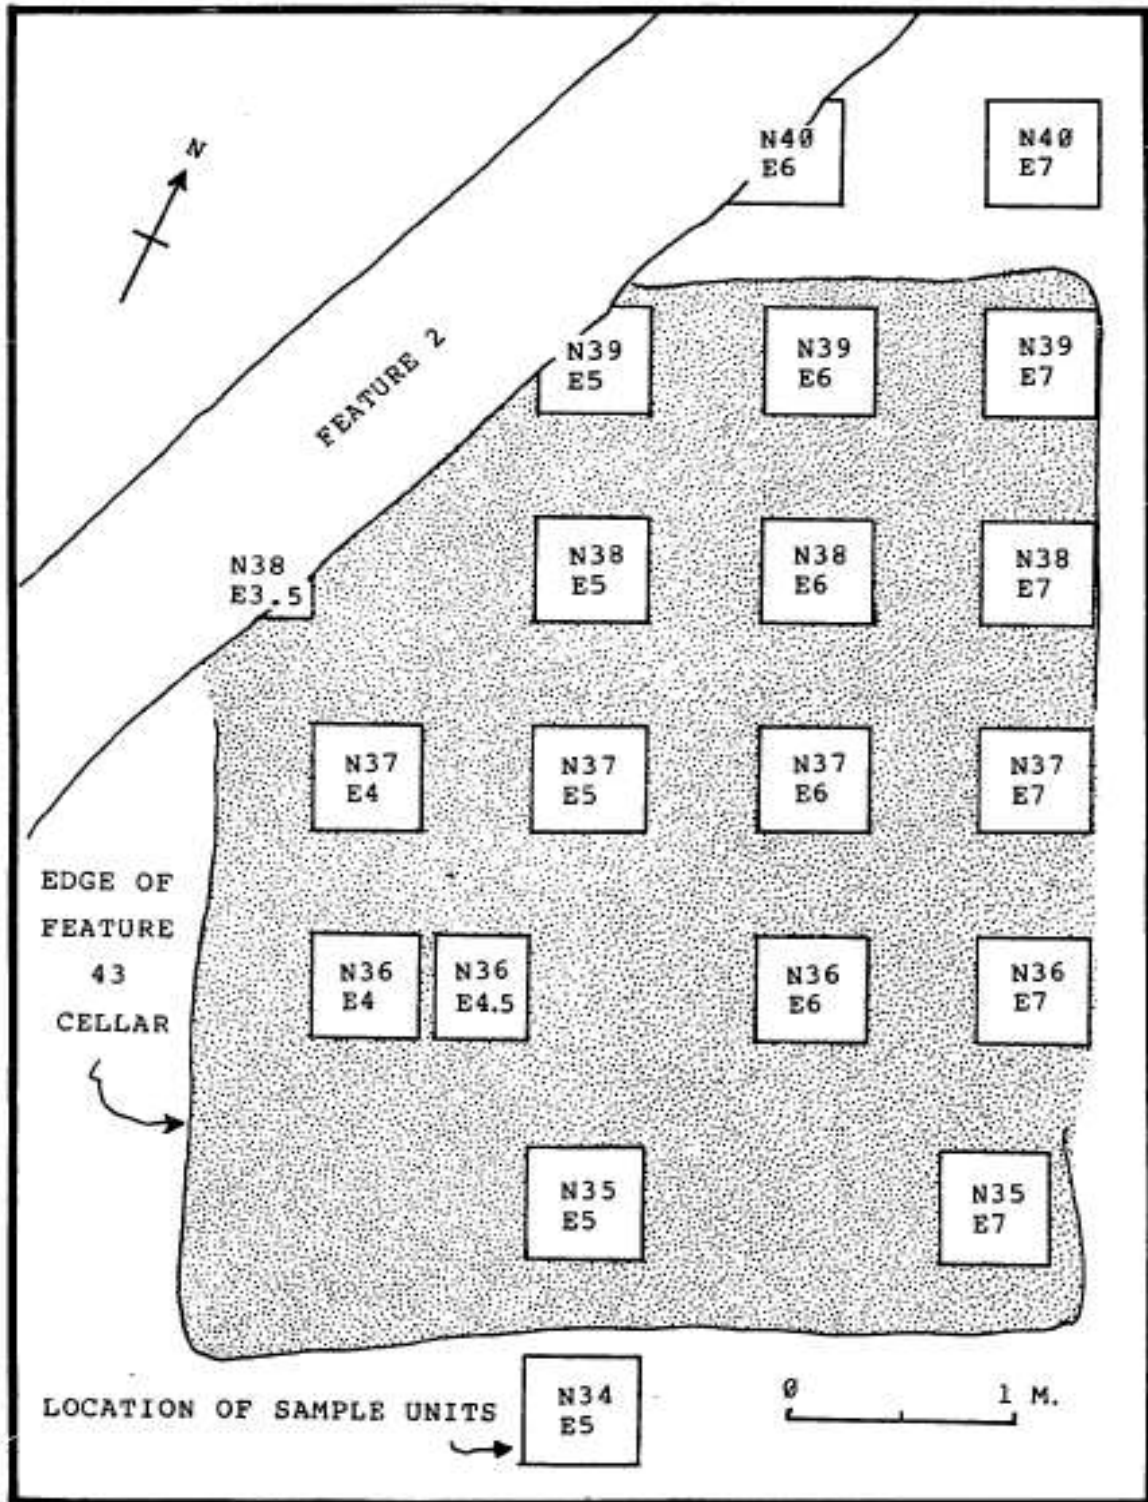 N
N40
E6
N40
E7
FEATURE 2
N39
E5
N39
E6
N39
E7
N38
E3.5
N38
E5
N38
E6
N38
E7
N37
E4
N37
E5
N37
E6
N37
E7
EDGE OF
FEATURE
43
CELLAR
N36
E4
N36
E4.5
N36
E6
N36
E7
N35
E5
N35
E7
LOCATION OF SAMPLE UNITS
N34
E5
0 1 M.